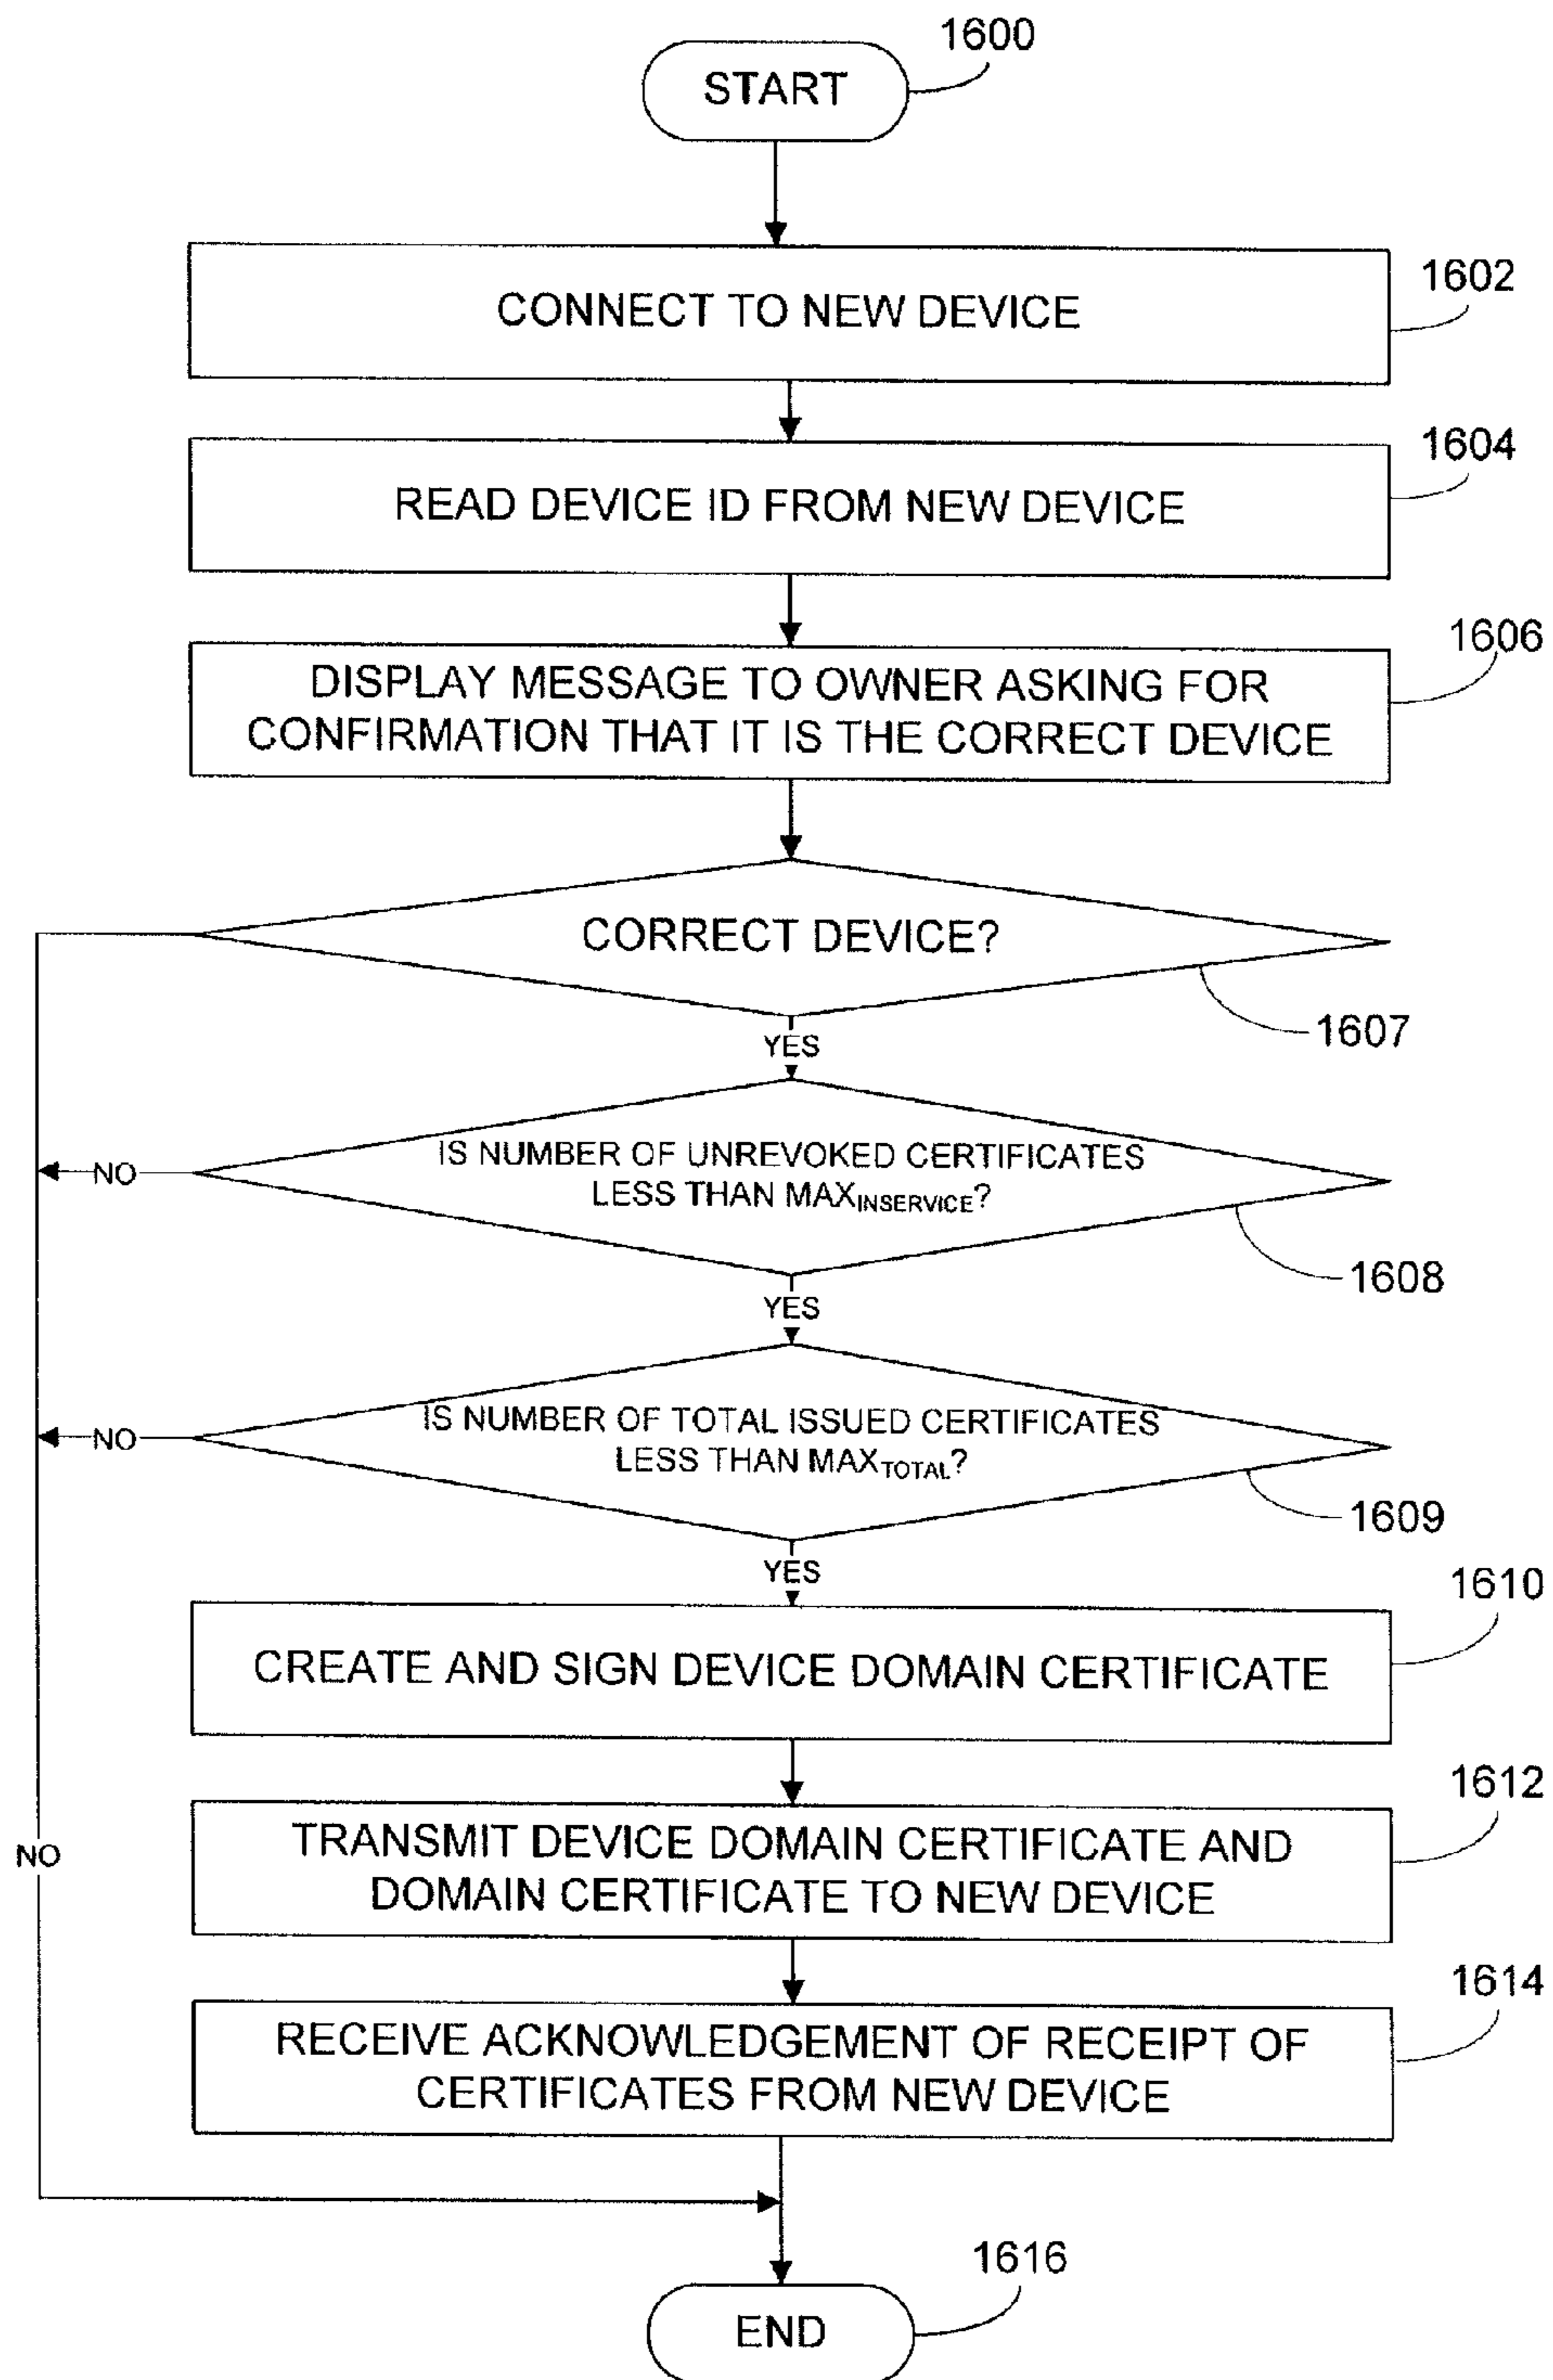 1600
START
1602
CONNECT TO NEW DEVICE
1604
READ DEVICE ID FROM NEW DEVICE
1606
DISPLAY MESSAGE TO OWNER ASKING FOR
CONFIRMATION THAT IT IS THE CORRECT DEVICE
CORRECT DEVICE?
1607
YES
IS NUMBER OF UNREVOKED CERTIFICATES
LESS THAN MAXINSERVICE?
NO
1608
YES
IS NUMBER OF TOTAL ISSUED CERTIFICATES
LESS THAN MAXTOTAL?
NO
1609
YES
1610
CREATE AND SIGN DEVICE DOMAIN CERTIFICATE
1612
TRANSMIT DEVICE DOMAIN CERTIFICATE AND
DOMAIN CERTIFICATE TO NEW DEVICE
NO
1614
RECEIVE ACKNOWLEDGEMENT OF RECEIPT OF
CERTIFICATES FROM NEW DEVICE
1616
END